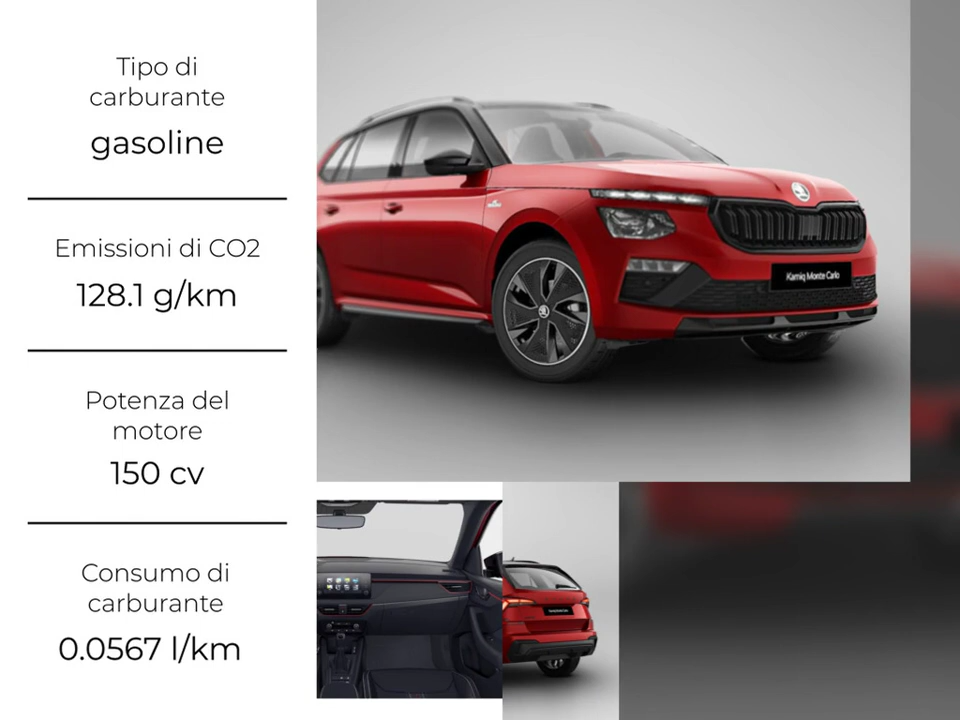 Tipo di
carburante
gasoline
Emissioni di CO2
128.1 g/km
Potenza del
motore
150 cv
Consumo di
carburante
0.0567 l/km
Kamiq Monte Carlo